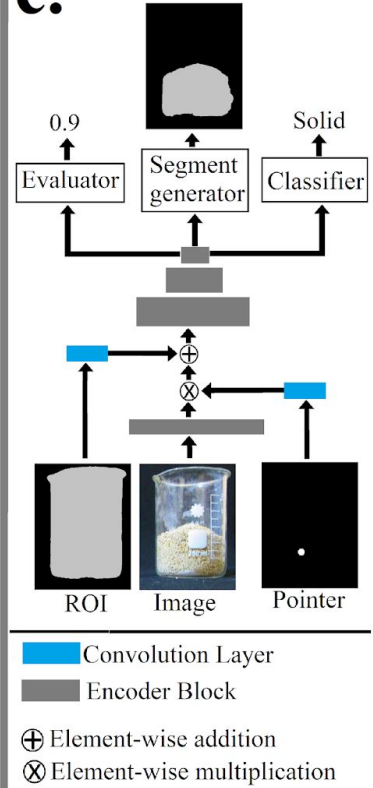 c.
0.9
Solid
Evaluator
Segment
generator
Classifier
ROI
Image
Pointer
Convolution Layer
Encoder Block
Element-wise addition
Element-wise multiplication